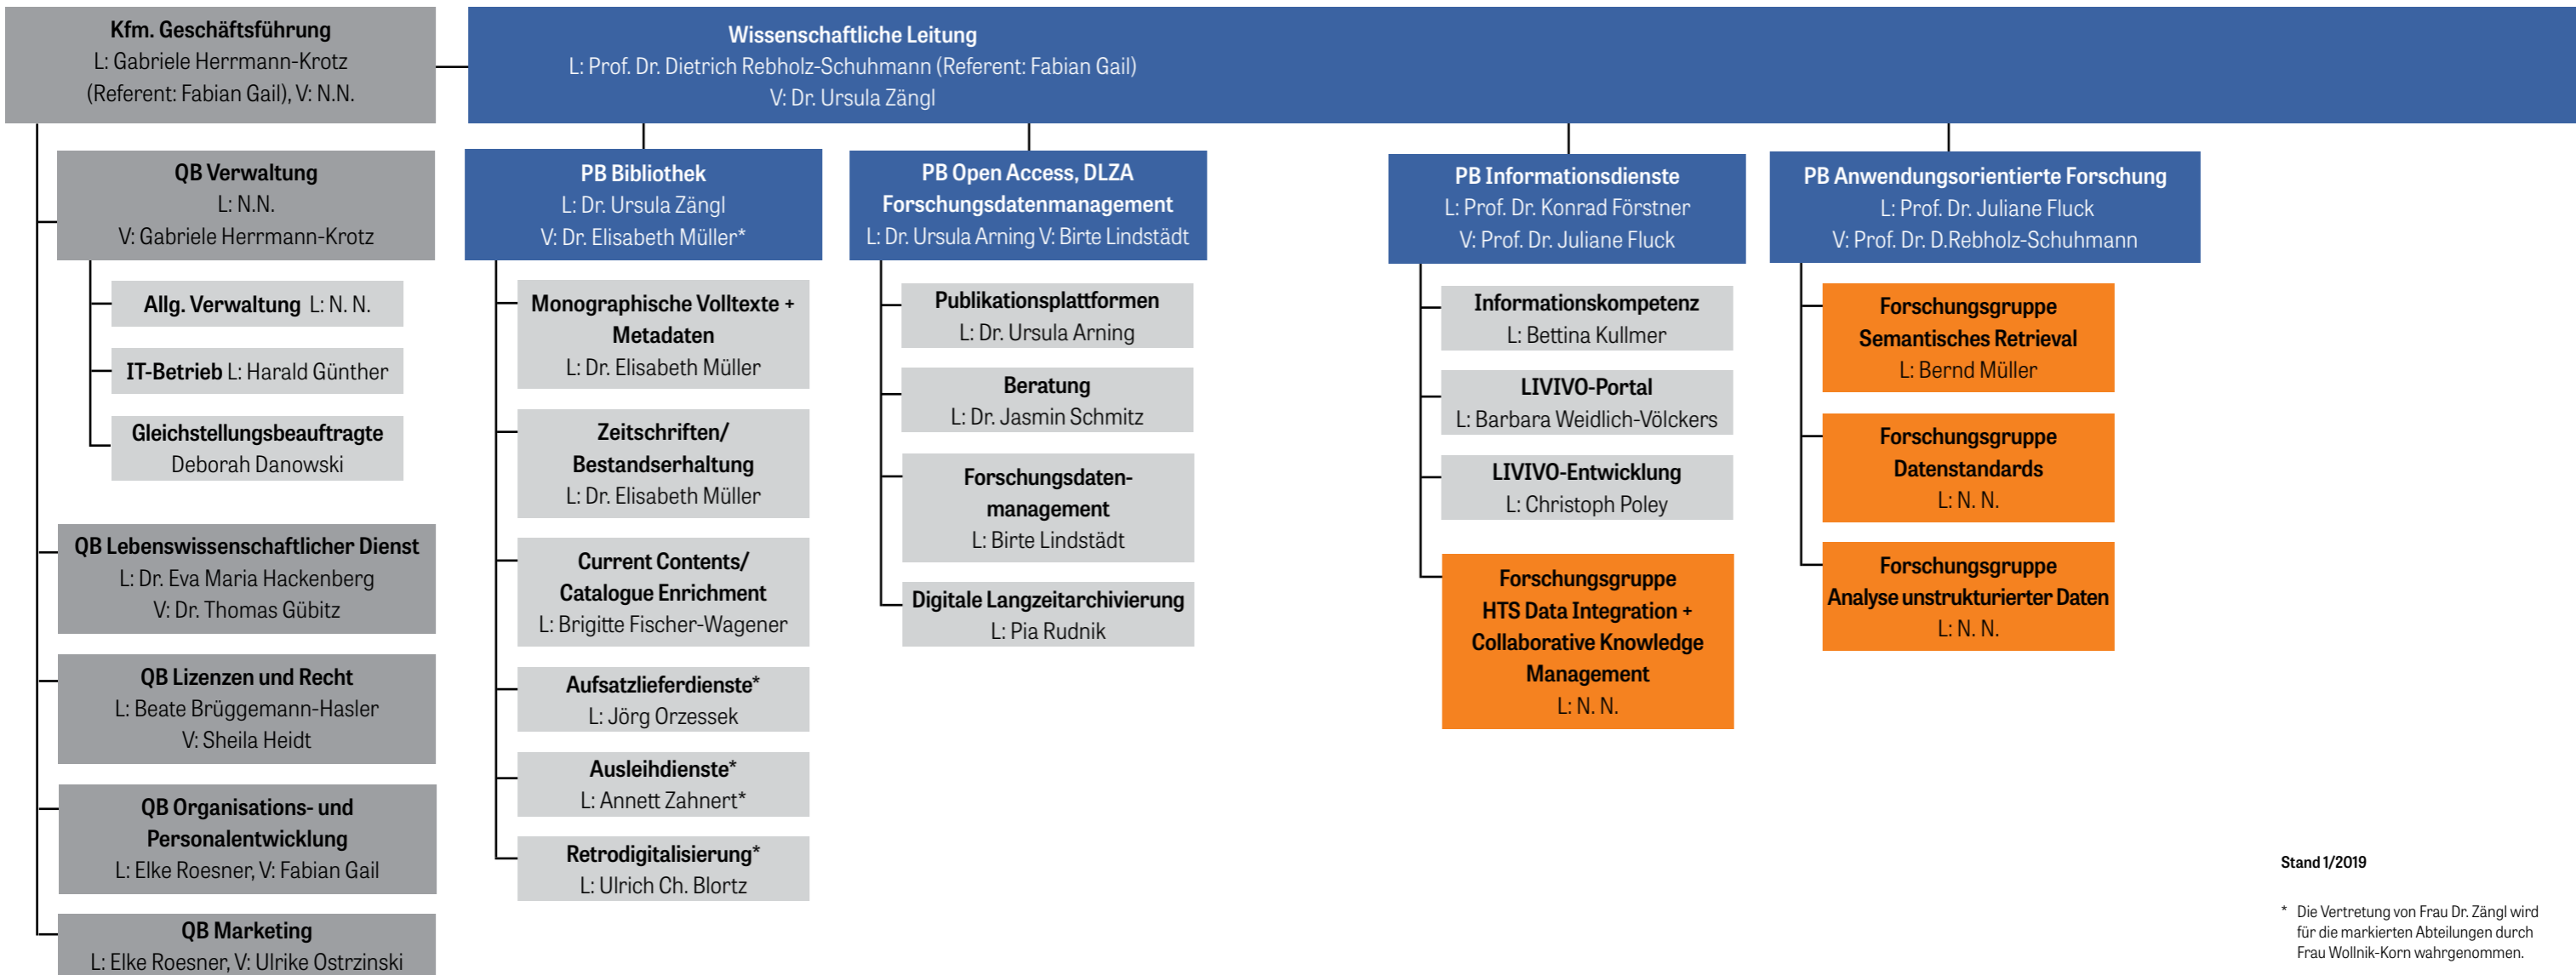 Kfm. Geschäftsführung
L: Gabriele Herrmann-Krotz
(Referent: Fabian Gail), V: N.N.
Wissenschaftliche Leitung
L: Prof. Dr. Dietrich Rebholz-Schuhmann (Referent: Fabian Gail)
V: Dr. Ursula Zängl
QB Verwaltung
L: N.N.
V: Gabriele Herrmann-Krotz
Allg. Verwaltung L: N. N.
IT-Betrieb L: Harald Günther
Gleichstellungsbeauftragte
Deborah Danowski
QB Lebenswissenschaftlicher Dienst
L: Dr. Eva Maria Hackenberg
V: Dr. Thomas Gübitz
QB Lizenzen und Recht
L: Beate Brüggemann-Hasler
V: Sheila Heidt
QB Organisations- und
Personalentwicklung
L: Elke Roesner, V: Fabian Gail
QB Marketing
L: Elke Roesner, V: Ulrike Ostrzinski
PB Bibliothek
L: Dr. Ursula Zängl
V: Dr. Elisabeth Müller*
Monographische Volltexte +
Metadaten
L: Dr. Elisabeth Müller
Zeitschriften/
Bestandserhaltung
L: Dr. Elisabeth Müller
Current Contents/
Catalogue Enrichment
L: Brigitte Fischer-Wagener
Aufsatzlieferdienste*
L: Jörg Orzessek
Ausleihdienste*
L: Annett Zahnert*
Retrodigitalisierung*
L: Ulrich Ch. Blortz
PB Open Access, DLZA
Forschungsdatenmanagement
L: Dr. Ursula Arning V: Birte Lindstädt
Publikationsplattformen
L: Dr. Ursula Arning
Beratung
L: Dr. Jasmin Schmitz
Forschungsdaten-
management
L: Birte Lindstädt
Digitale Langzeitarchivierung
L: Pia Rudnik
PB Informationsdienste
L: Prof. Dr. Konrad Förstner
V: Prof. Dr. Juliane Fluck
Informationskompetenz
L: Bettina Kullmer
LIVIVO-Portal
L: Barbara Weidlich-Völckers
LIVIVO-Entwicklung
L: Christoph Poley
Forschungsgruppe
HTS Data Integration +
Collaborative Knowledge
Management
L: N. N.
PB Anwendungsorientierte Forschung
L: Prof. Dr. Juliane Fluck
V: Prof. Dr. D.Rebholz-Schuhmann
Forschungsgruppe
Semantisches Retrieval
L: Bernd Müller
Forschungsgruppe
Datenstandards
L: N. N.
Forschungsgruppe
Analyse unstrukturierter Daten
L: N. N.
Stand 1/2019
* Die Vertretung von Frau Dr. Zängl wird
für die markierten Abteilungen durch
Frau Wollnik-Korn wahrgenommen.